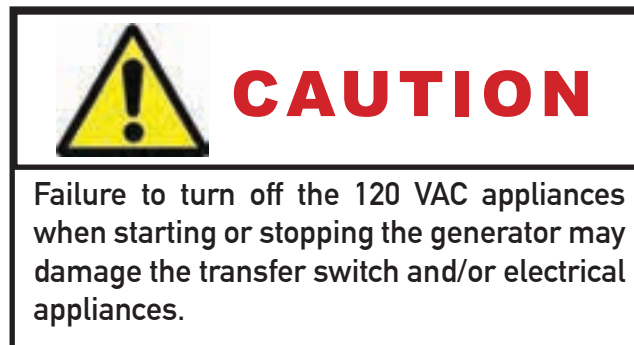 CAUTION
Failure to turn off the 120 VAC appliances
when starting or stopping the generator may
damage the transfer switch and/or electrical
appliances.